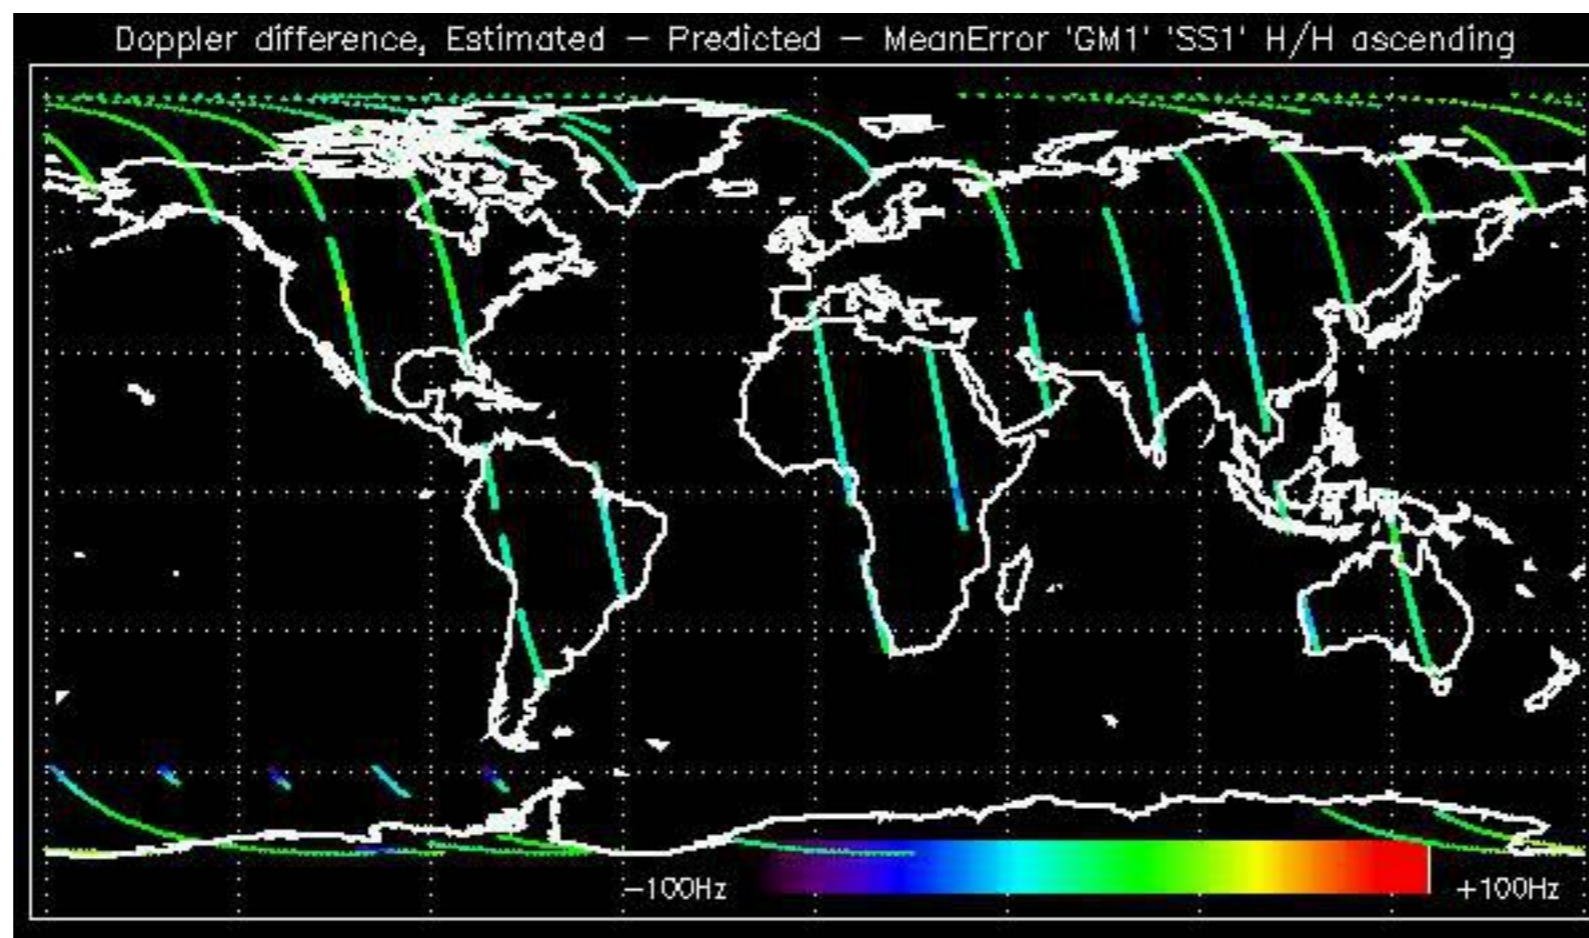 Doppler difference, Estimated – Predicted – MeanError 'GM1' 'SS1' H/H ascending
–100Hz +100Hz